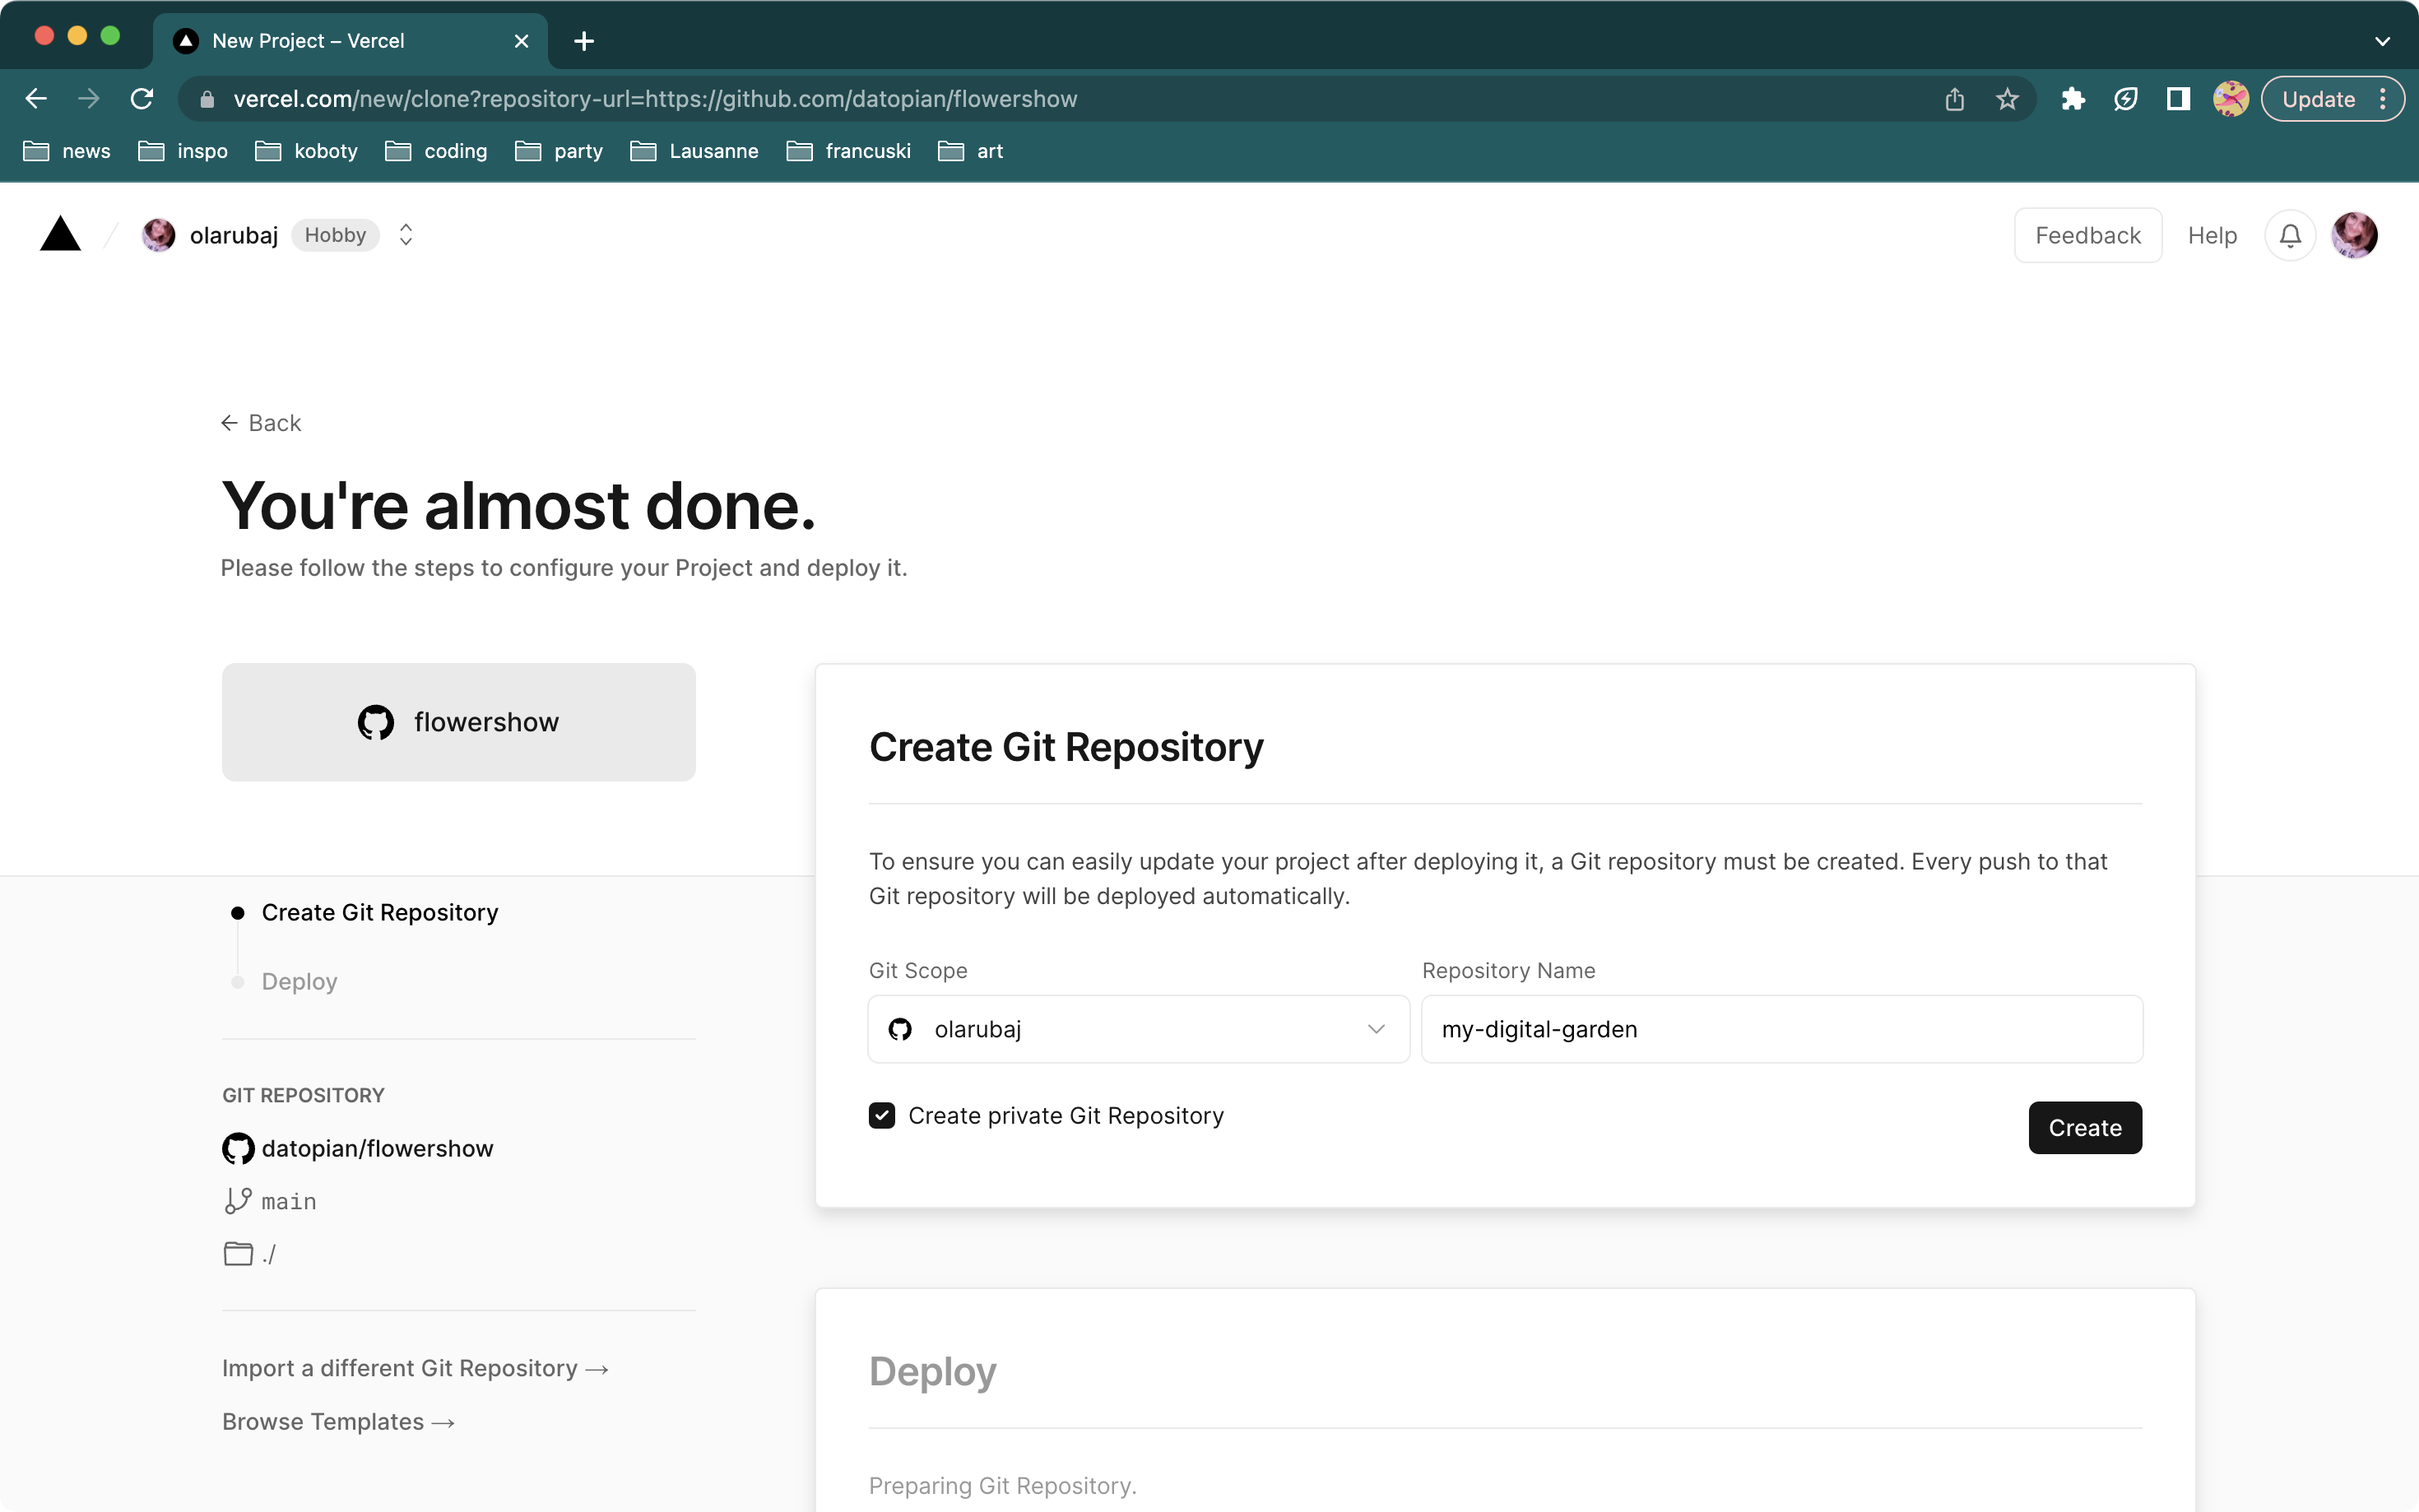 New Project – Vercel
vercel.com/new/clone?repository-url=https://github.com/datopian/flowershow
Update
news
inspo
koboty
coding
party
Lausanne
francuski
art
olarubaj
Hobby
Feedback
Help
← Back
You're almost done.
Please follow the steps to configure your Project and deploy it.
flowershow
Create Git Repository
Deploy
GIT REPOSITORY
datopian/flowershow
main
./
Import a different Git Repository →
Browse Templates →
Create Git Repository
To ensure you can easily update your project after deploying it, a Git repository must be created. Every push to that
Git repository will be deployed automatically.
Git Scope
Repository Name
olarubaj
my-digital-garden
Create private Git Repository
Create
Deploy
Preparing Git Repository.